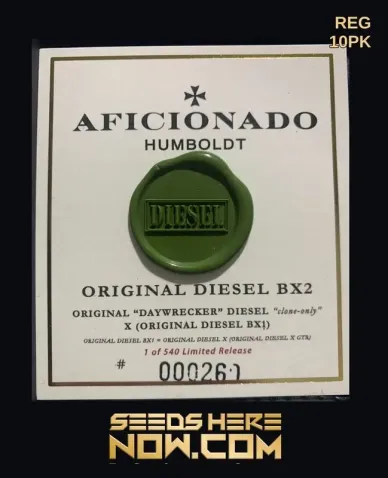 REG
10PK
AFICIONADO
HUMBOLDT
DIESEL
ORIGINAL DIESEL BX2
ORIGINAL "DAYWRECKER" DIESEL "clone-only"
X (ORIGINAL DIESEL BX1)
ORIGINAL DIESEL BX1 = ORIGINAL DIESEL X (ORIGINAL DIESEL X GTR)
1 of 540 Limited Release
#
SEEDS HERE
NOW.COM